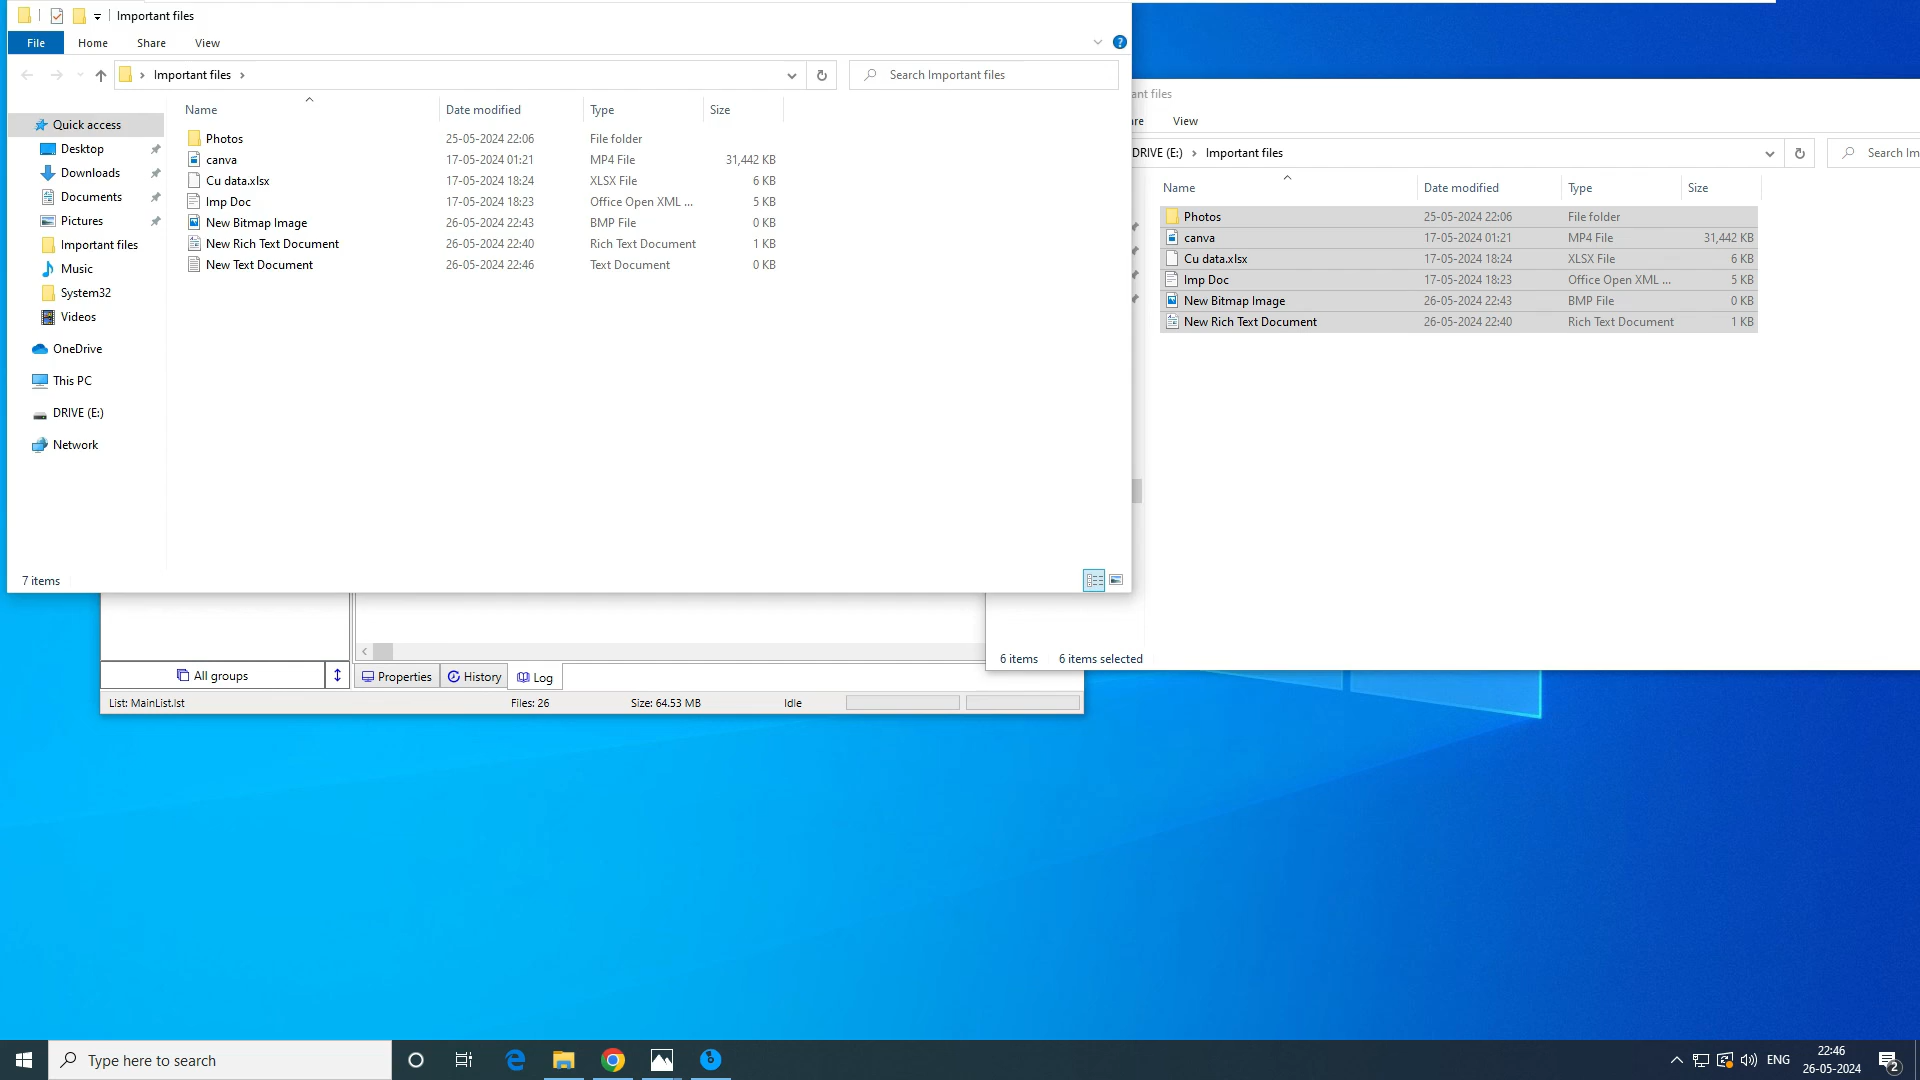 Important files
File Home Share View
Important files
Search Important files
Name Date modified Type Size
Quick access
Desktop
Downloads
Documents
Pictures
Important files
Music
System32
Videos
OneDrive
This PC
DRIVE (E:)
Network
Photos 25-05-2024 22:06 File folder
canva 17-05-2024 01:21 MP4 File 31,442 KB
Cu data.xlsx 17-05-2024 18:24 XLSX File 6 KB
Imp Doc 17-05-2024 18:23 Office Open XML ... 5 KB
New Bitmap Image 26-05-2024 22:43 BMP File 0 KB
New Rich Text Document 26-05-2024 22:40 Rich Text Document 1 KB
New Text Document 26-05-2024 22:46 Text Document 0 KB
7 items
ant files
are View
DRIVE (E:) Important files
Search Im
Name Date modified Type Size
Photos 25-05-2024 22:06 File folder
canva 17-05-2024 01:21 MP4 File 31,442 KB
Cu data.xlsx 17-05-2024 18:24 XLSX File 6 KB
Imp Doc 17-05-2024 18:23 Office Open XML ... 5 KB
New Bitmap Image 26-05-2024 22:43 BMP File 0 KB
New Rich Text Document 26-05-2024 22:40 Rich Text Document 1 KB
6 items 6 items selected
All groups
Properties History Log
List: MainList.lst Files: 26 Size: 64.53 MB Idle
Type here to search
ENG
22:46
26-05-2024
2